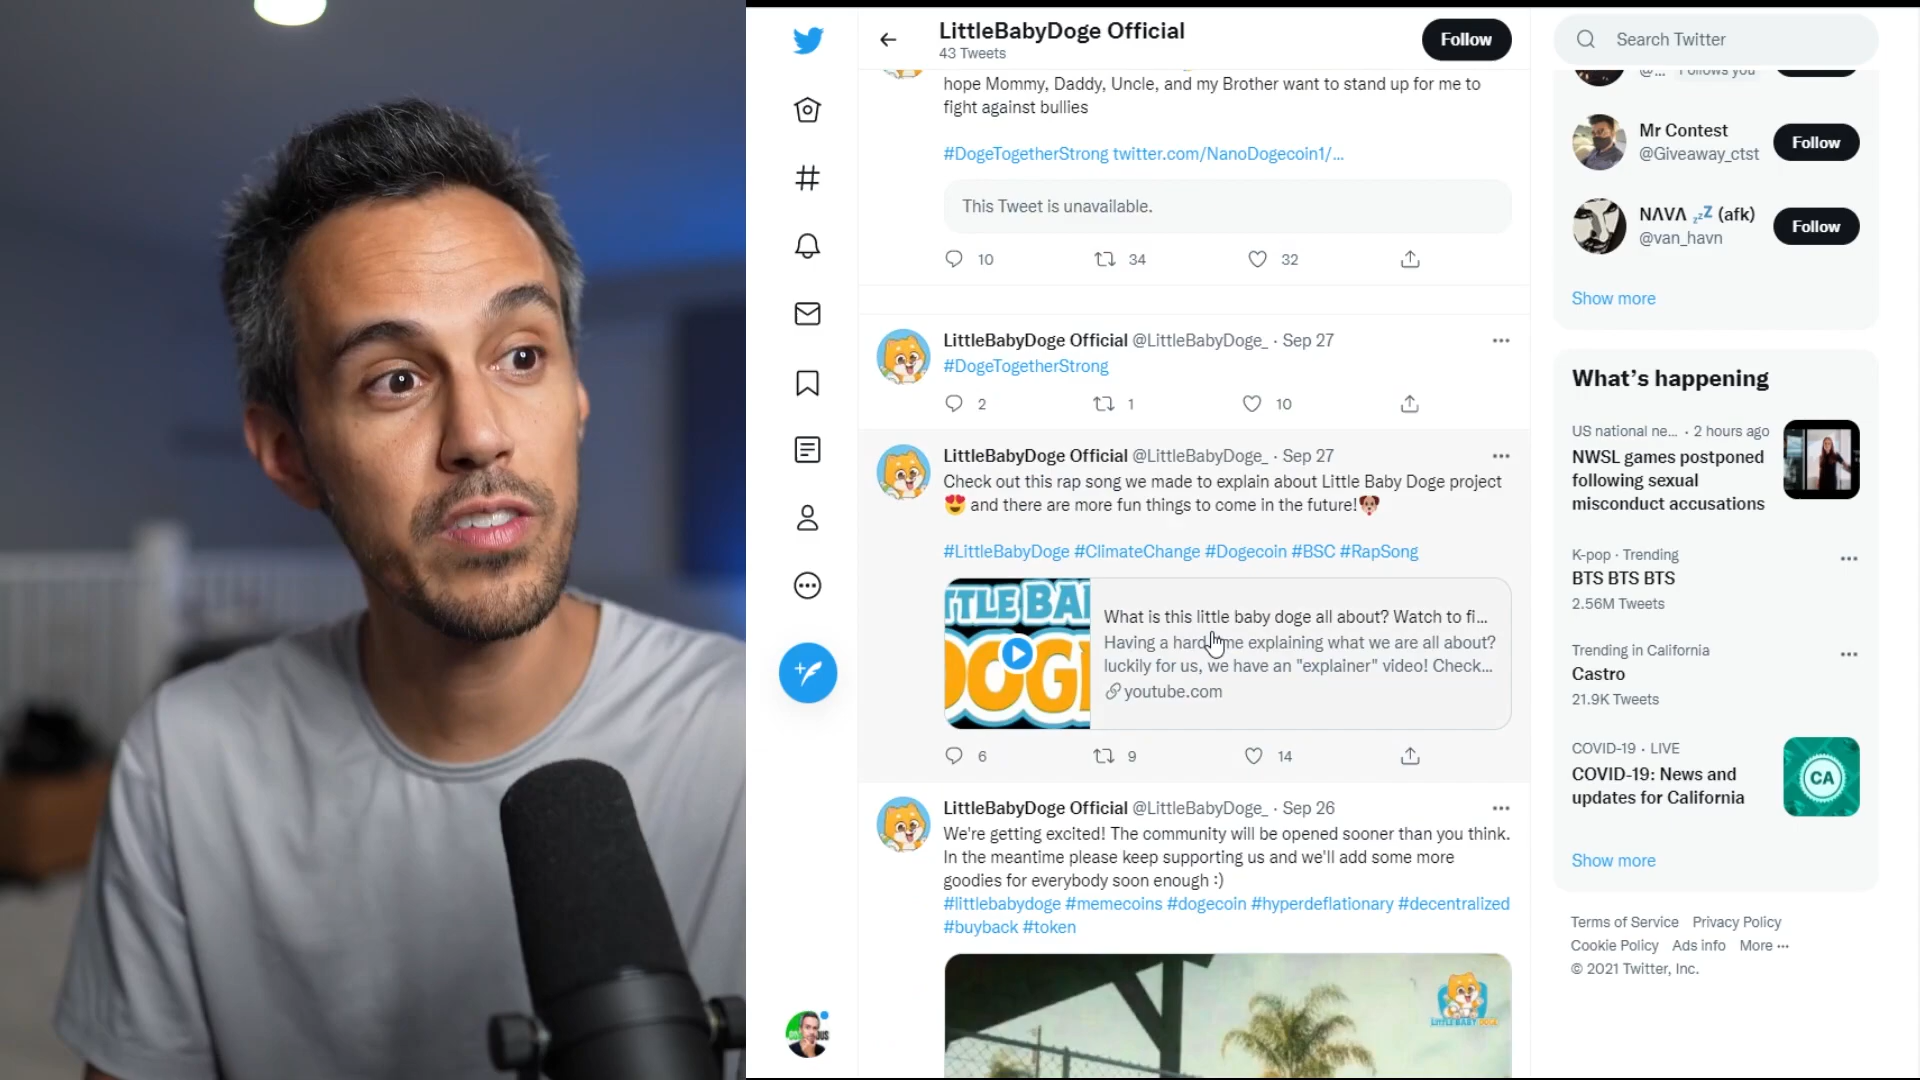 LittleBabyDoge Official
43 Tweets
Follow
hope Mommy, Daddy, Uncle, and my Brother want to stand up for me to
fight against bullies
#DogeTogetherStrong twitter.com/NanoDogecoin1/...
This Tweet is unavailable.
10 34 32
LittleBabyDoge Official @LittleBabyDoge_ · Sep 27
#DogeTogetherStrong
2 1 10
LittleBabyDoge Official @LittleBabyDoge_ · Sep 27
Check out this rap song we made to explain about Little Baby Doge project
😍 and there are more fun things to come in the future!🐶
#LittleBabyDoge #ClimateChange #Dogecoin #BSC #RapSong
TTLE BA
DOG
What is this little baby doge all about? Watch to fi...
Having a hard me explaining what we are all about?
luckily for us, we have an "explainer" video! Check...
youtube.com
6 9 14
LittleBabyDoge Official @LittleBabyDoge_ · Sep 26
We're getting excited! The community will be opened sooner than you think.
In the meantime please keep supporting us and we'll add some more
goodies for everybody soon enough :)
#littlebabydoge #memecoins #dogecoin #hyperdeflationary #decentralized
#buyback #token
LITTLE BABY DOGE
Search Twitter
@... Follows you
Mr Contest
@Giveaway_ctst
Follow
NΛVΛ 💤 (afk)
@van_havn
Follow
Show more
What's happening
US national ne... · 2 hours ago
NWSL games postponed
following sexual
misconduct accusations
K-pop · Trending
BTS BTS BTS
2.56M Tweets
Trending in California
Castro
21.9K Tweets
COVID-19 · LIVE
COVID-19: News and
updates for California
CA
Show more
Terms of Service Privacy Policy
Cookie Policy Ads info More ···
© 2021 Twitter, Inc.